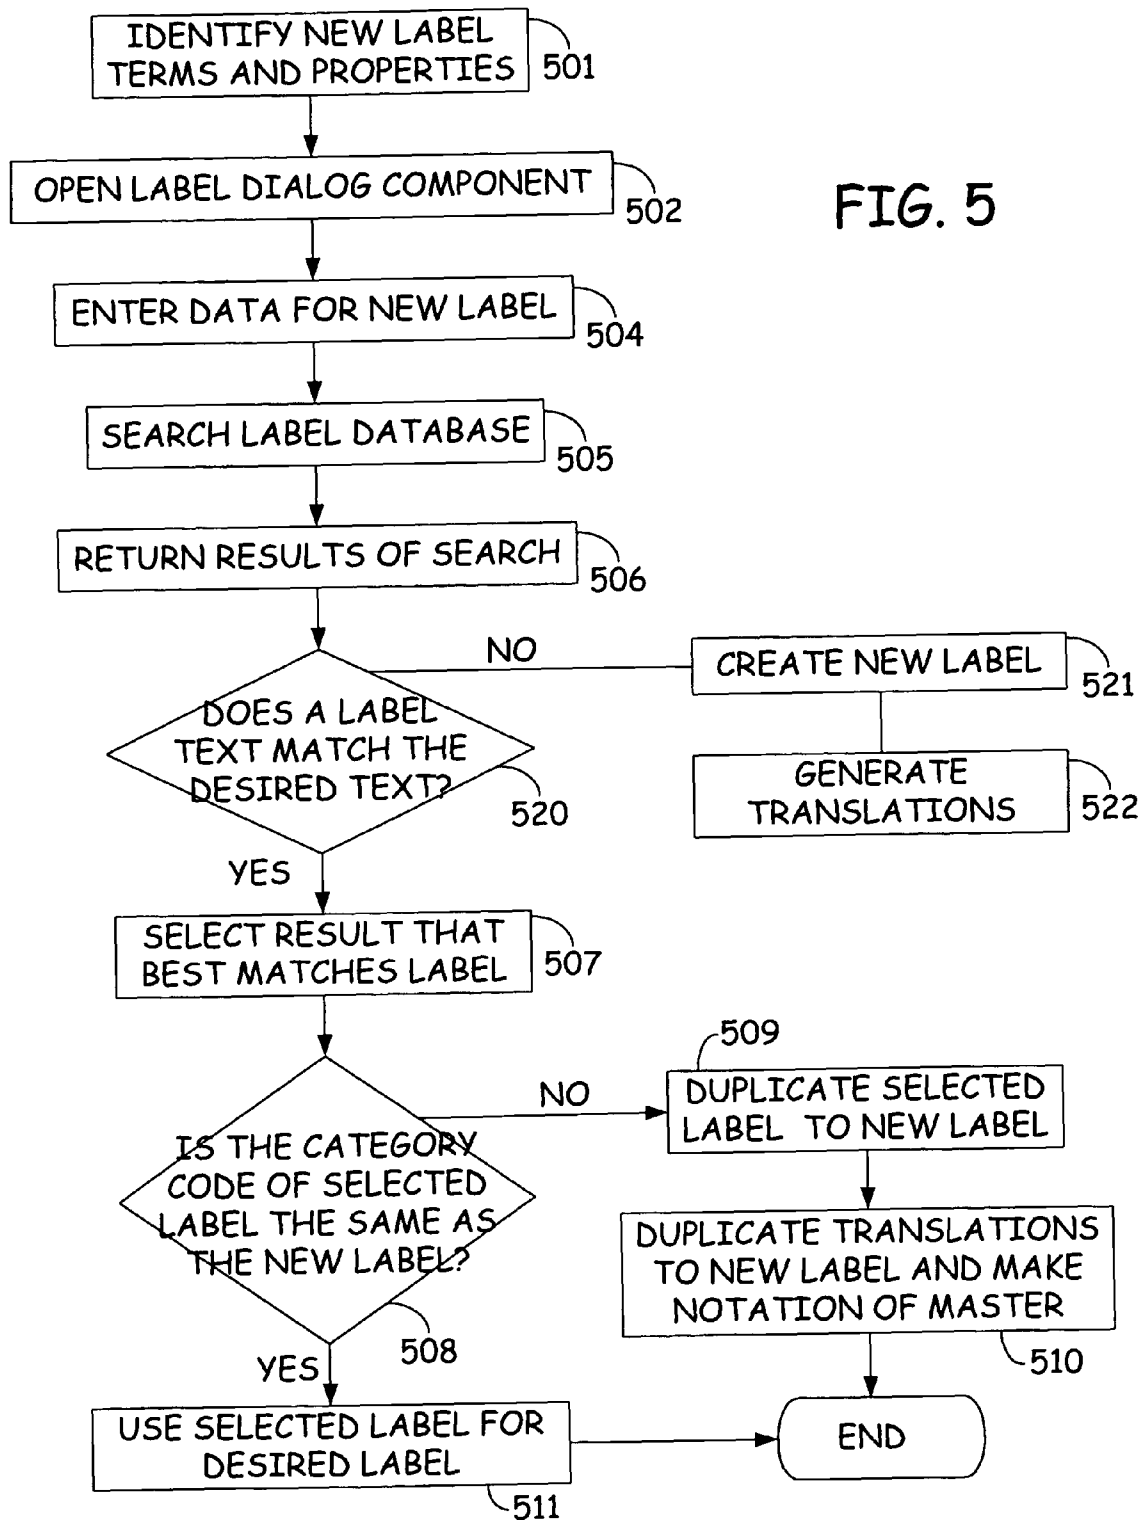 IDENTIFY NEW LABEL
TERMS AND PROPERTIES
501
OPEN LABEL DIALOG COMPONENT
502
FIG. 5
ENTER DATA FOR NEW LABEL
504
SEARCH LABEL DATABASE
505
RETURN RESULTS OF SEARCH
506
NO
CREATE NEW LABEL
521
DOES A LABEL
TEXT MATCH THE
DESIRED TEXT?
520
GENERATE
TRANSLATIONS
522
YES
SELECT RESULT THAT
BEST MATCHES LABEL
507
509
NO
DUPLICATE SELECTED
LABEL TO NEW LABEL
IS THE CATEGORY
CODE OF SELECTED
LABEL THE SAME AS
THE NEW LABEL?
508
DUPLICATE TRANSLATIONS
TO NEW LABEL AND MAKE
NOTATION OF MASTER
510
YES
USE SELECTED LABEL FOR
DESIRED LABEL
511
END